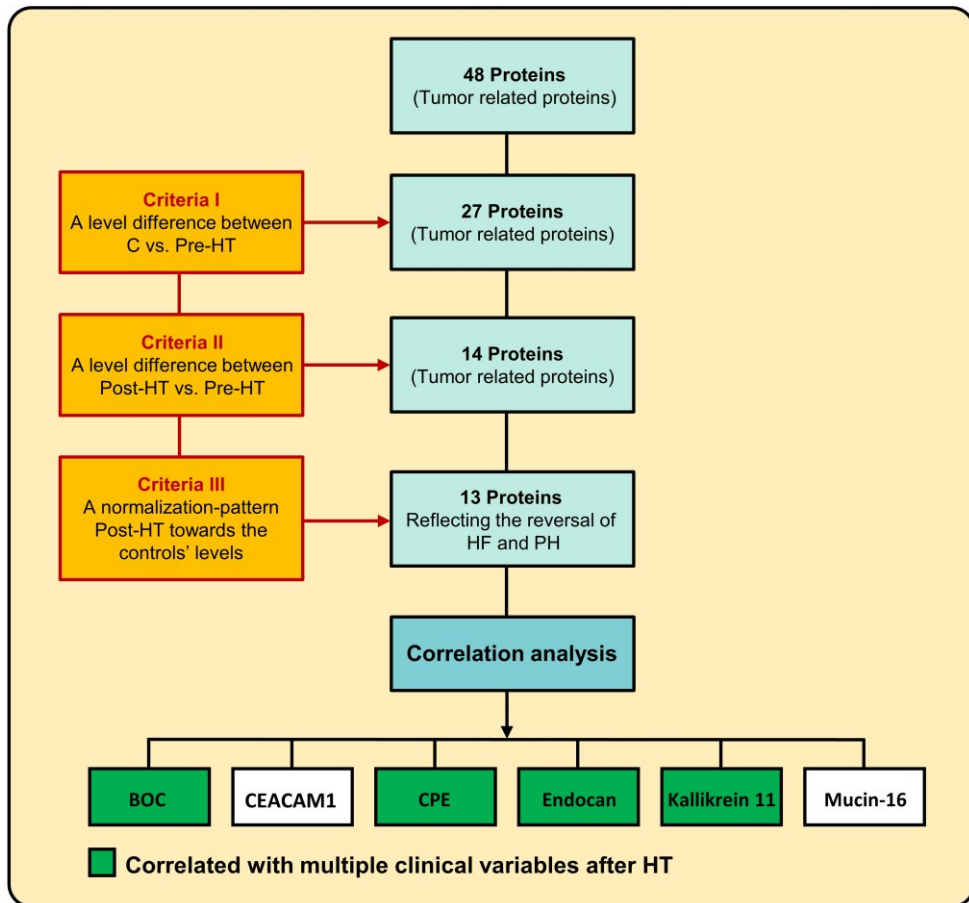 48 Proteins
(Tumor related proteins)
Criteria I
A level difference between
C vs. Pre-HT
27 Proteins
(Tumor related proteins)
Criteria II
A level difference between
Post-HT vs. Pre-HT
14 Proteins
(Tumor related proteins)
Criteria III
A normalization-pattern
Post-HT towards the
controls’ levels
13 Proteins
Reflecting the reversal of
HF and PH
Correlation analysis
BOC
CEACAM1
CPE
Endocan
Kallikrein 11
Mucin-16
Correlated with multiple clinical variables after HT